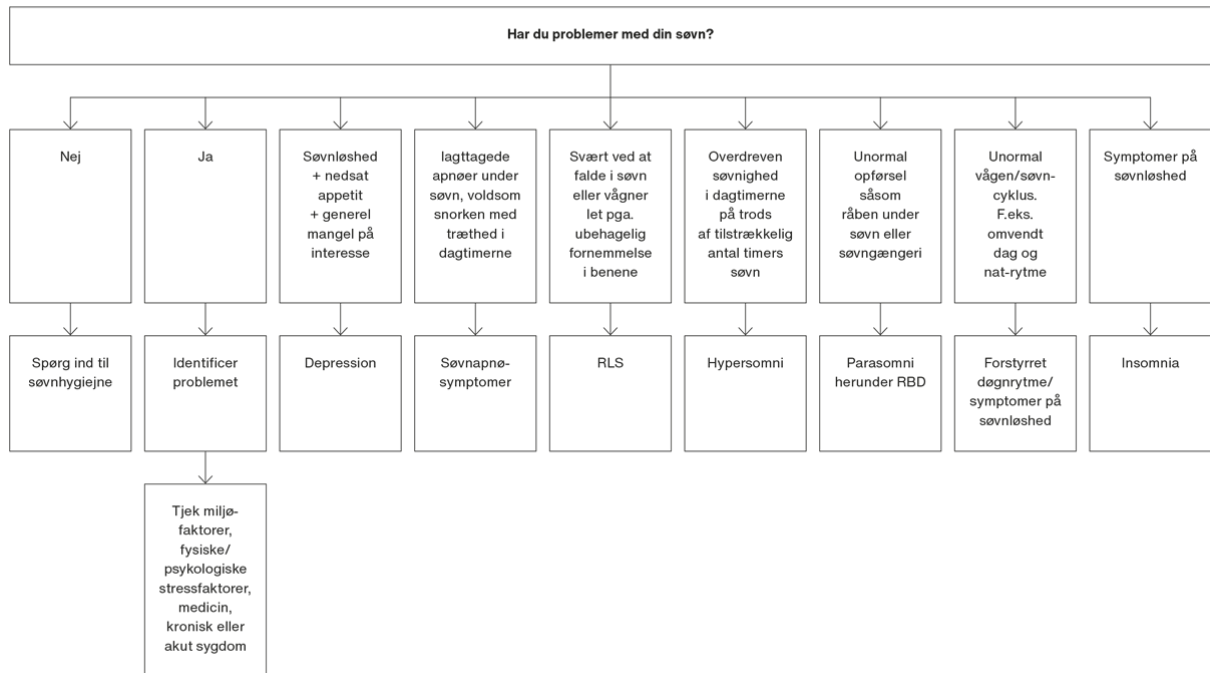 Har du problemer med din søvn?
Nej
Ja
Søvnløshed
+ nedsat
appetit
+ generel
mangel på
interesse
Iagttagede
apnøer under
søvn, voldsom
snorken med
træthed i
dagtimerne
Svært ved at
falde i søvn
eller vågner
let pga.
ubehagelig
fornemmelse
i benene
Overdreven
søvnighed
i dagtimerne
på trods
af tilstrækkelig
antal timers
søvn
Unormal
opførsel
såsom
råben under
søvn eller
søvngængeri
Unormal
vågen/søvn-
cyklus.
F.eks.
omvendt
dag og
nat-rytme
Symptomer på
søvnløshed
Spørg ind til
søvnhygiejne
Identificer
problemet
Depression
Søvnapnø-
symptomer
RLS
Hypersomni
Parasomni
herunder RBD
Forstyrret
døgnrytme/
symptomer på
søvnløshed
Insomnia
Tjek miljø-
faktorer,
fysiske/
psykologiske
stressfaktorer,
medicin,
kronisk eller
akut sygdom